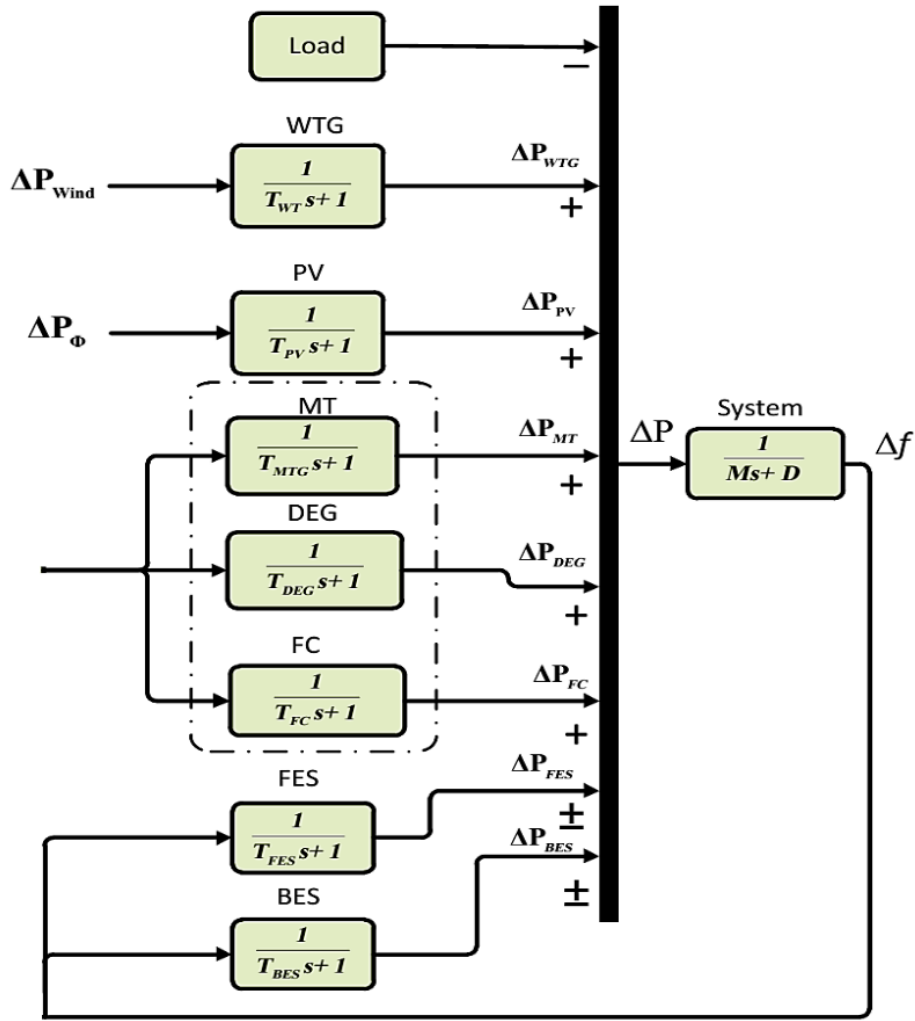 Load
−
WTG
ΔP_Wind
1
T_WT s+ 1
ΔP_WTG
+
PV
ΔP_Φ
1
T_PV s+ 1
ΔP_PV
+
MT
1
T_MTG s+ 1
ΔP_MT
+
System
ΔP
1
Ms+ D
Δf
DEG
1
T_DEG s+ 1
ΔP_DEG
+
FC
1
T_FC s+ 1
ΔP_FC
+
FES
1
T_FES s+ 1
ΔP_FES
±
BES
1
T_BES s+ 1
ΔP_BES
±